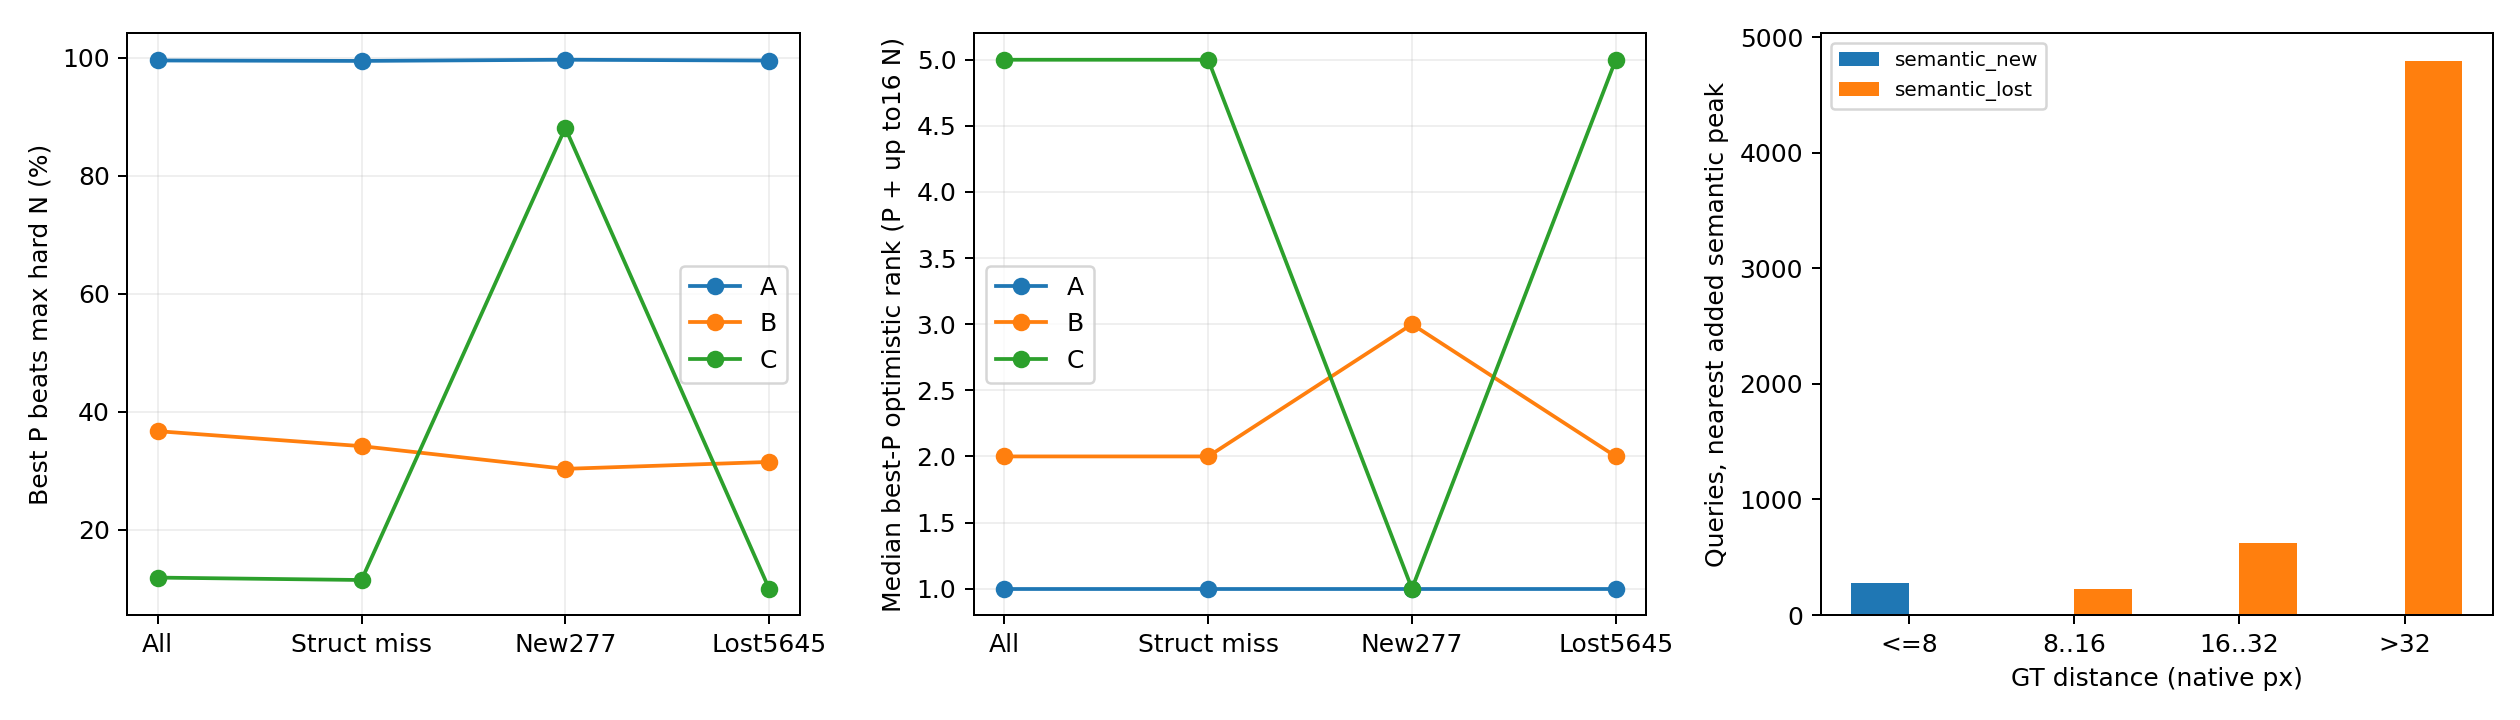 Best P beats max hard N (%)
100
80
60
40
20
A
B
C
All
Struct miss
New277
Lost5645
Median best-P optimistic rank (P + up to16 N)
5.0
4.5
4.0
3.5
3.0
2.5
2.0
1.5
1.0
A
B
C
All
Struct miss
New277
Lost5645
Queries, nearest added semantic peak
5000
4000
3000
2000
1000
0
semantic_new
semantic_lost
<=8
8..16
16..32
>32
GT distance (native px)